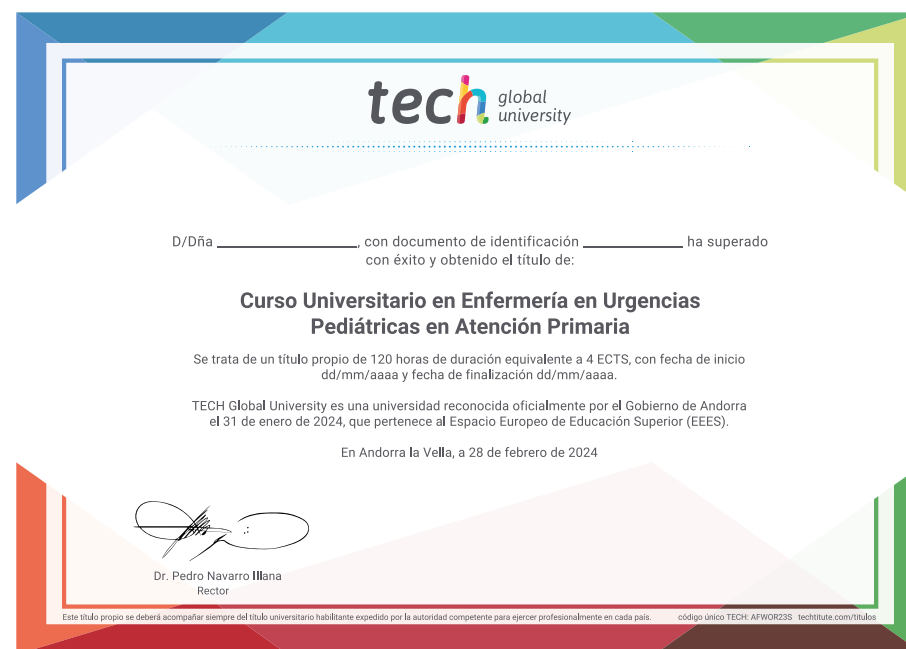 tech global university
D/Dña ____________________, con documento de identificación ______________ ha superado
con éxito y obtenido el título de:
Curso Universitario en Enfermería en Urgencias
Pediátricas en Atención Primaria
Se trata de un título propio de 120 horas de duración equivalente a 4 ECTS, con fecha de inicio
dd/mm/aaaa y fecha de finalización dd/mm/aaaa.
TECH Global University es una universidad reconocida oficialmente por el Gobierno de Andorra
el 31 de enero de 2024, que pertenece al Espacio Europeo de Educación Superior (EEES).
En Andorra la Vella, a 28 de febrero de 2024
Dr. Pedro Navarro Illana
Rector
Este título propio se deberá acompañar siempre del título universitario habilitante expedido por la autoridad competente para ejercer profesionalmente en cada país. código único TECH: AFWOR23S techtitute.com/titulos